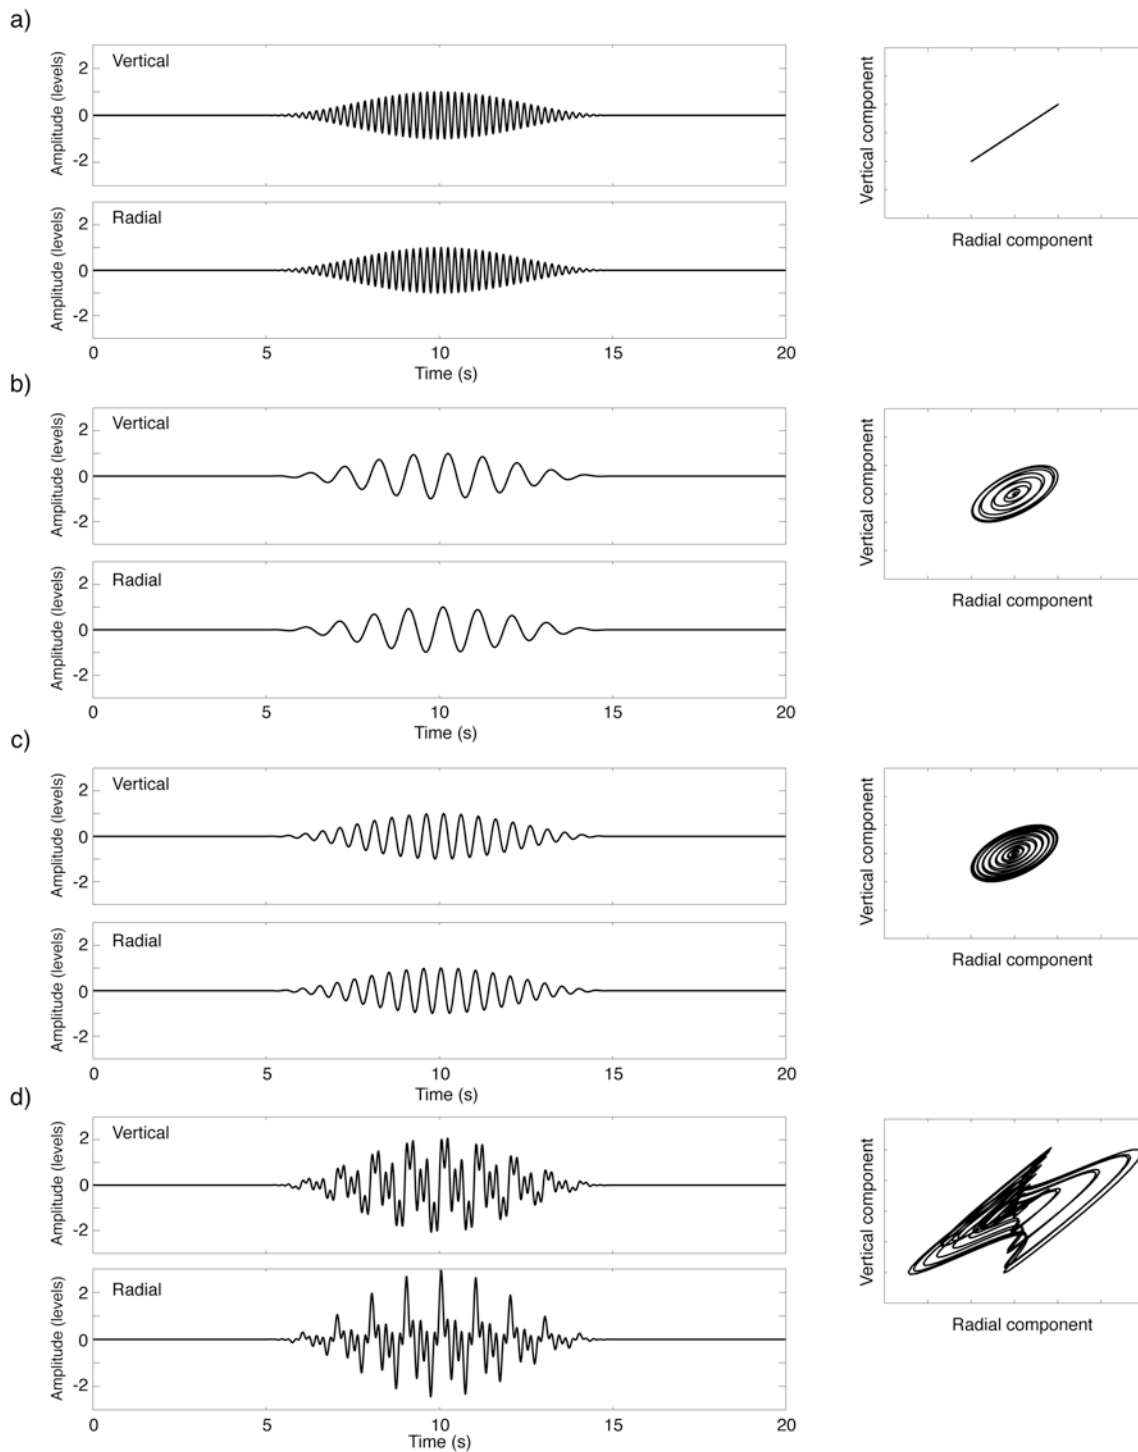 a)
Vertical
Amplitude (levels)
2
0
-2
Radial
Amplitude (levels)
2
0
-2
0 5 10 15 20
Time (s)
Vertical component
Radial component
b)
Vertical
Amplitude (levels)
2
0
-2
Radial
Amplitude (levels)
2
0
-2
0 5 10 15 20
Time (s)
Vertical component
Radial component
c)
Vertical
Amplitude (levels)
2
0
-2
Radial
Amplitude (levels)
2
0
-2
0 5 10 15 20
Time (s)
Vertical component
Radial component
d)
Vertical
Amplitude (levels)
2
0
-2
Radial
Amplitude (levels)
2
0
-2
0 5 10 15 20
Time (s)
Vertical component
Radial component